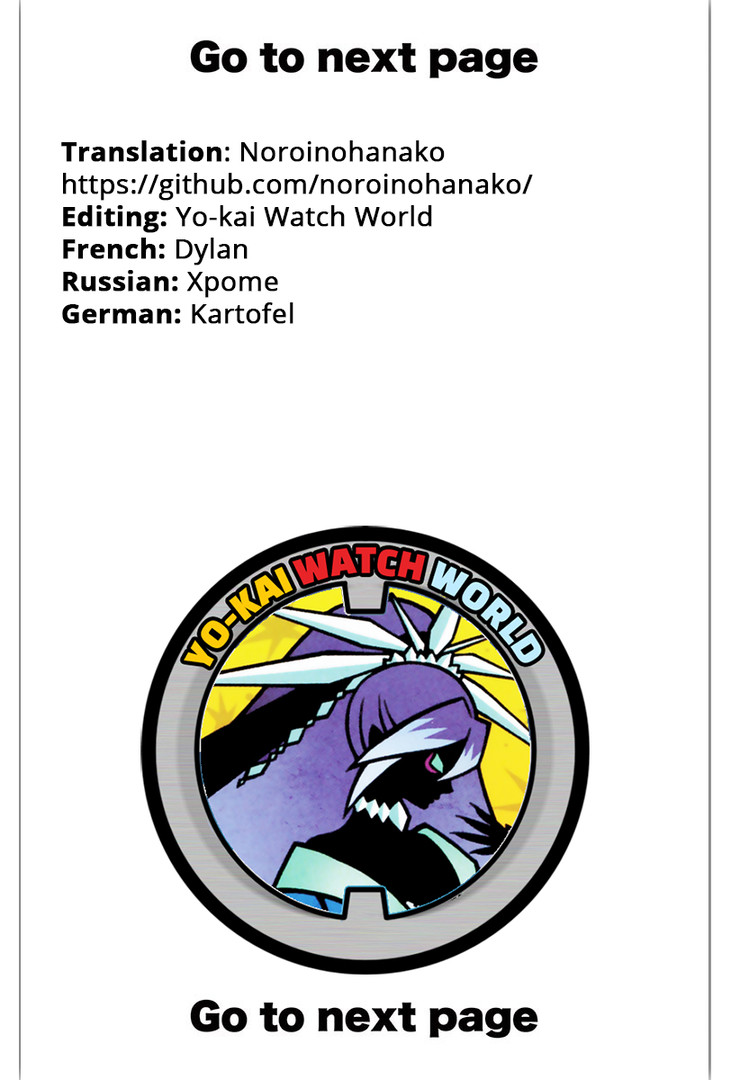 Go to next page
Translation: Noroinohanako
https://github.com/noroinohanako/
Editing: Yo-kai Watch World
French: Dylan
Russian: Xpome
German: Kartofel
YO-KAI WATCH WORLD
Go to next page